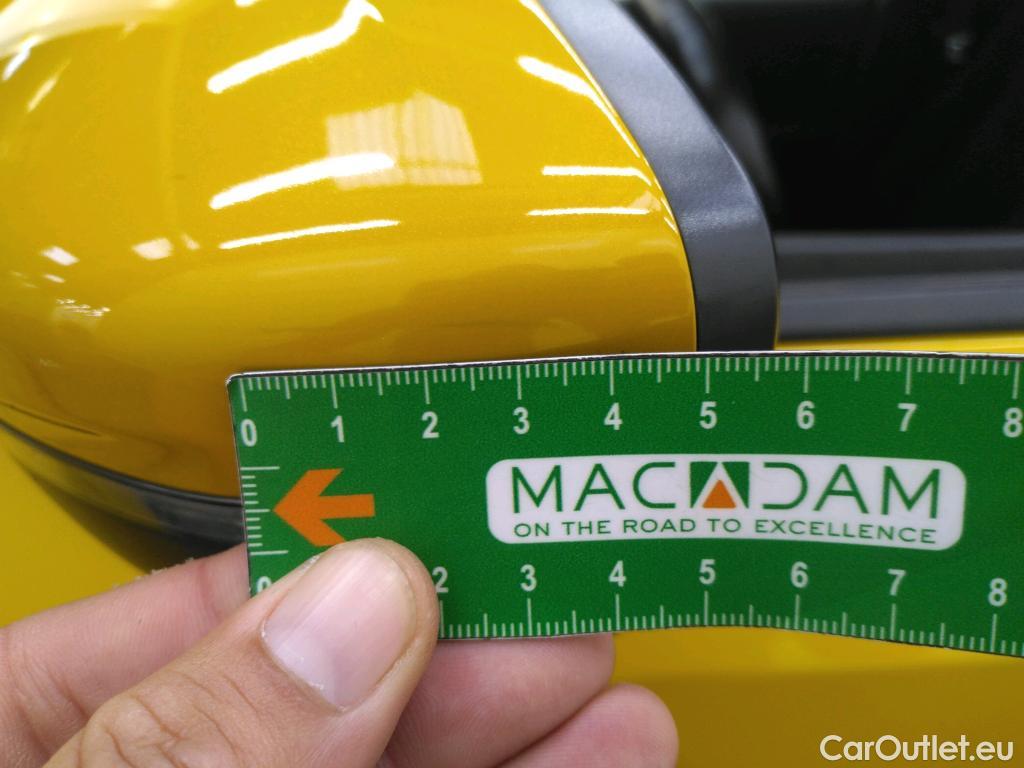 0 1 2 3 4 5 6 7 8
MACADAM
ON THE ROAD TO EXCELLENCE
2 3 4 5 6 7 8
CarOutlet.eu